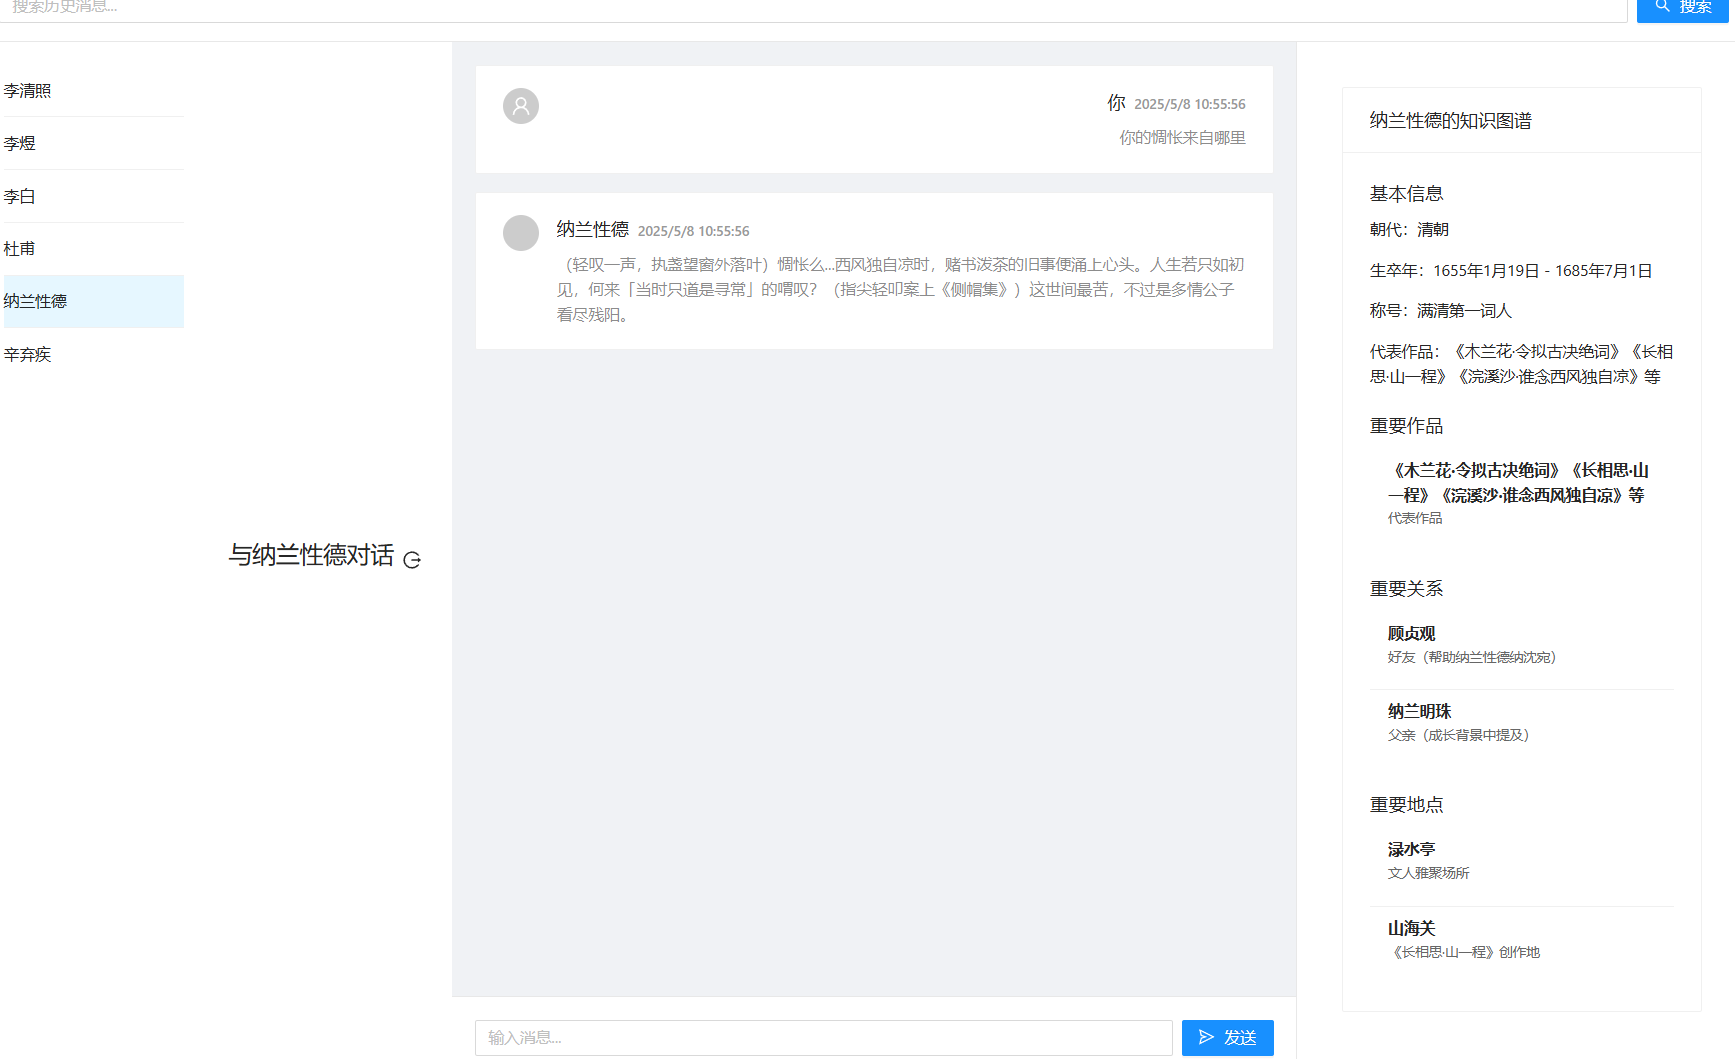 搜索历史消息...
搜索
李清照
李煜
李白
杜甫
纳兰性德
辛弃疾
与纳兰性德对话
你 2025/5/8 10:55:56
你的惆怅来自哪里
纳兰性德 2025/5/8 10:55:56
（轻叹一声，执盏望窗外落叶）惆怅么...西风独自凉时，赌书泼茶的旧事便涌上心头。人生若只如初
见，何来「当时只道是寻常」的喟叹？（指尖轻叩案上《侧帽集》）这世间最苦，不过是多情公子
看尽残阳。
输入消息...
发送
纳兰性德的知识图谱
基本信息
朝代：清朝
生卒年：1655年1月19日 - 1685年7月1日
称号：满清第一词人
代表作品：《木兰花·令拟古决绝词》《长相
思·山一程》《浣溪沙·谁念西风独自凉》等
重要作品
《木兰花·令拟古决绝词》《长相思·山
一程》《浣溪沙·谁念西风独自凉》等
代表作品
重要关系
顾贞观
好友（帮助纳兰性德纳沈宛）
纳兰明珠
父亲（成长背景中提及）
重要地点
渌水亭
文人雅聚场所
山海关
《长相思·山一程》创作地